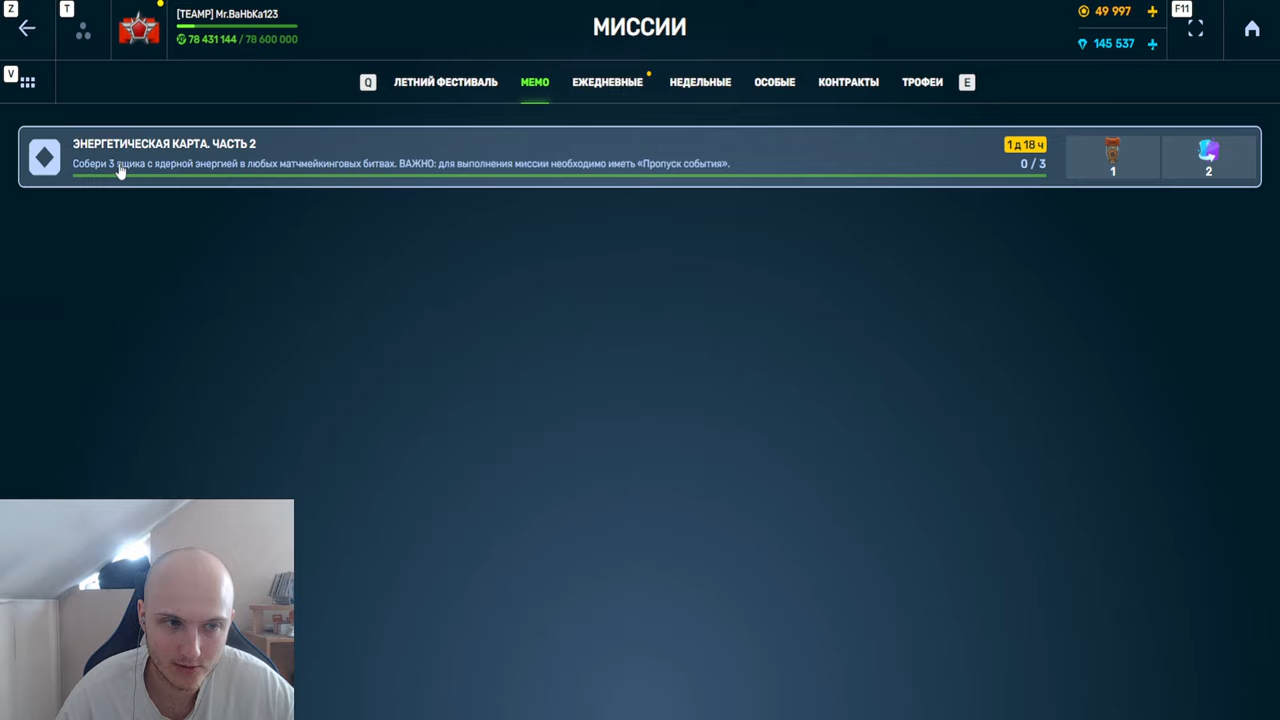 Z
T
[TEAMP] Mr.BaHbKa123
78 431 144 / 78 600 000
МИССИИ
49 997 +
145 537 +
F11
V
Q ЛЕТНИЙ ФЕСТИВАЛЬ МЕМО ЕЖЕДНЕВНЫЕ НЕДЕЛЬНЫЕ ОСОБЫЕ КОНТРАКТЫ ТРОФЕИ E
ЭНЕРГЕТИЧЕСКАЯ КАРТА. ЧАСТЬ 2
1 д 18 ч
Собери 3 ящика с ядерной энергией в любых матчмейкинговых битвах. ВАЖНО: для выполнения миссии необходимо иметь «Пропуск события».
0 / 3
1
2